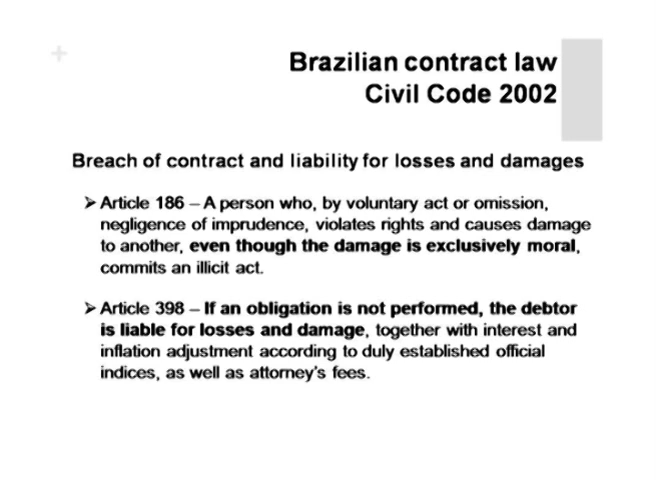 +
Brazilian contract law
Civil Code 2002
Breach of contract and liability for losses and damages
➢ Article 186 – A person who, by voluntary act or omission,
negligence of imprudence, violates rights and causes damage
to another, even though the damage is exclusively moral,
commits an illicit act.
➢ Article 398 – If an obligation is not performed, the debtor
is liable for losses and damage, together with interest and
inflation adjustment according to duly established official
indices, as well as attorney's fees.